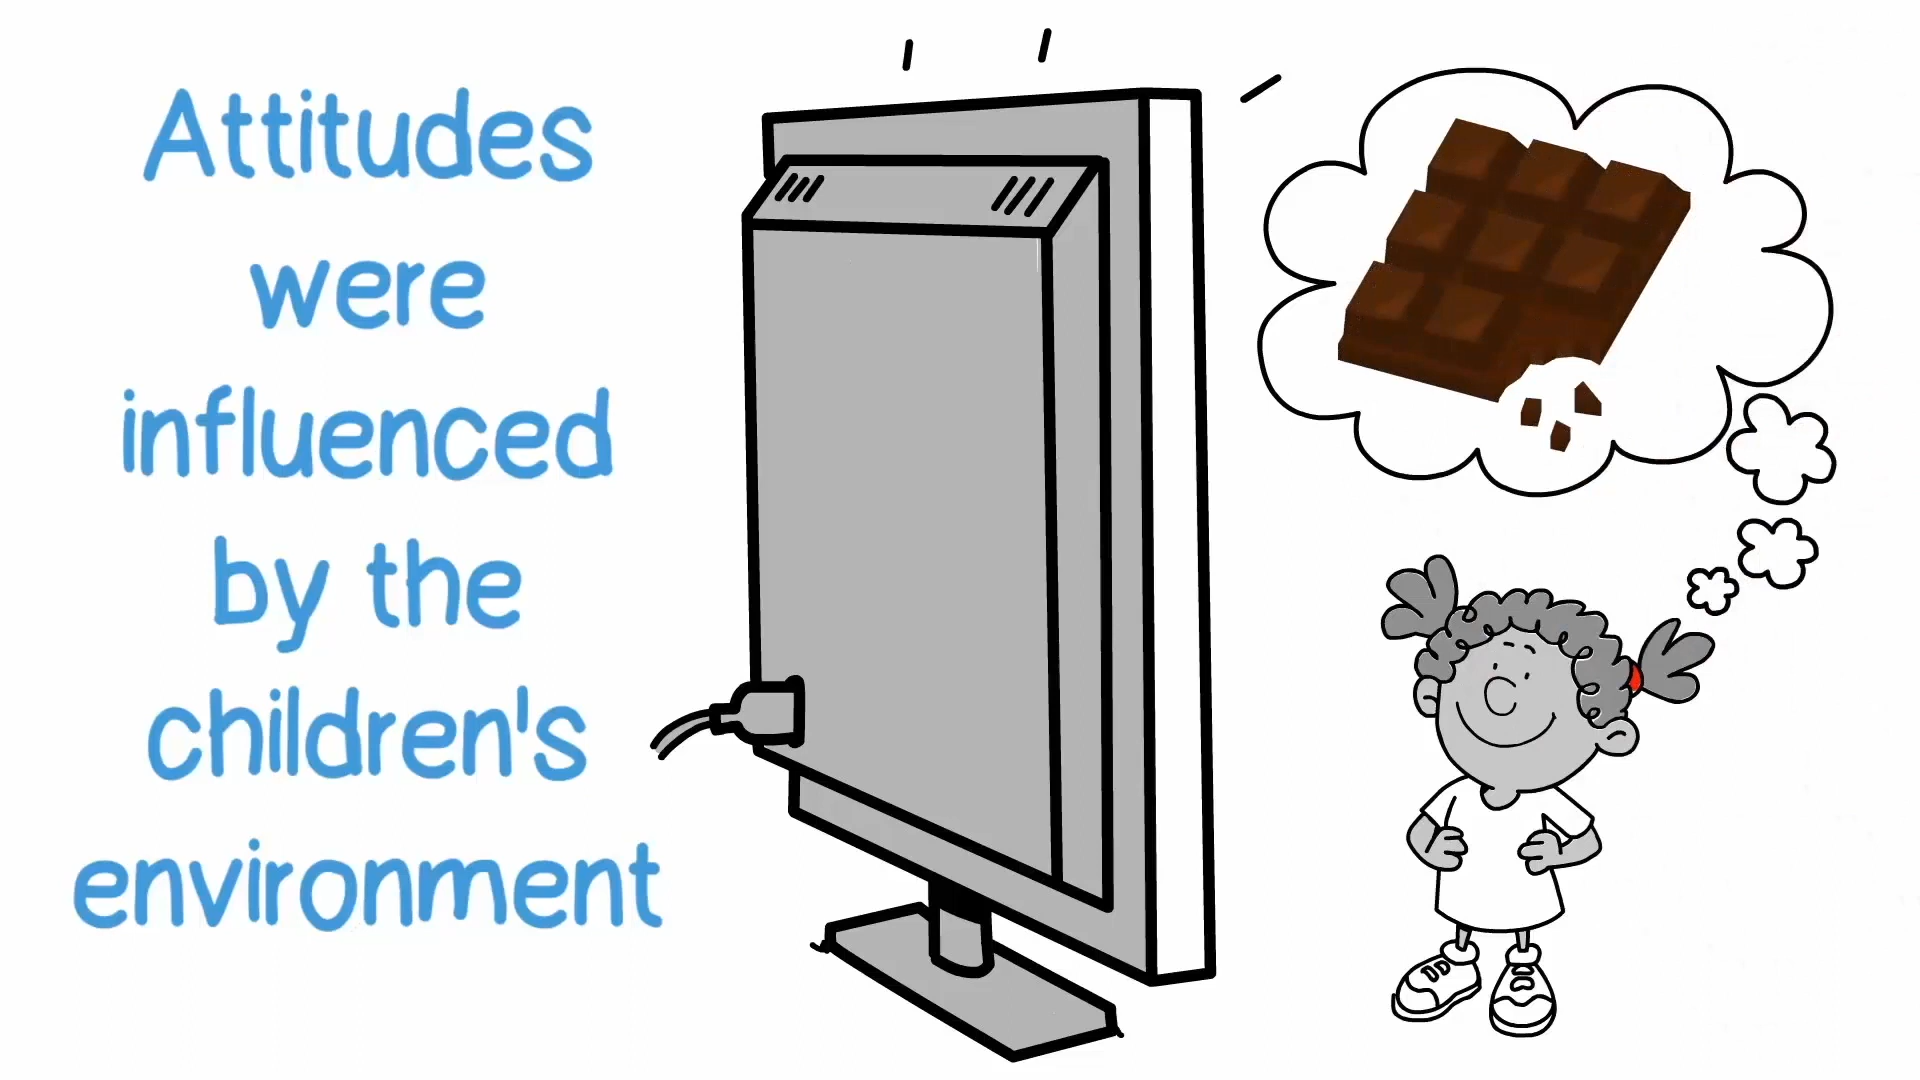 Attitudes
were
influenced
by the
children's
environment